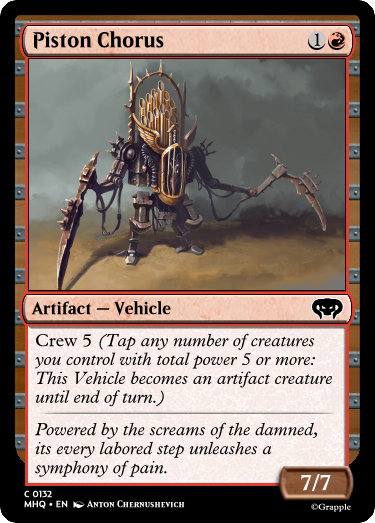 Piston Chorus 1
Artifact — Vehicle
Crew 5 (Tap any number of creatures
you control with total power 5 or more:
This Vehicle becomes an artifact creature
until end of turn.)
Powered by the screams of the damned,
its every labored step unleashes a
symphony of pain.
7/7
C 0132
MHQ • EN Anton Chernushevich
©Grapple